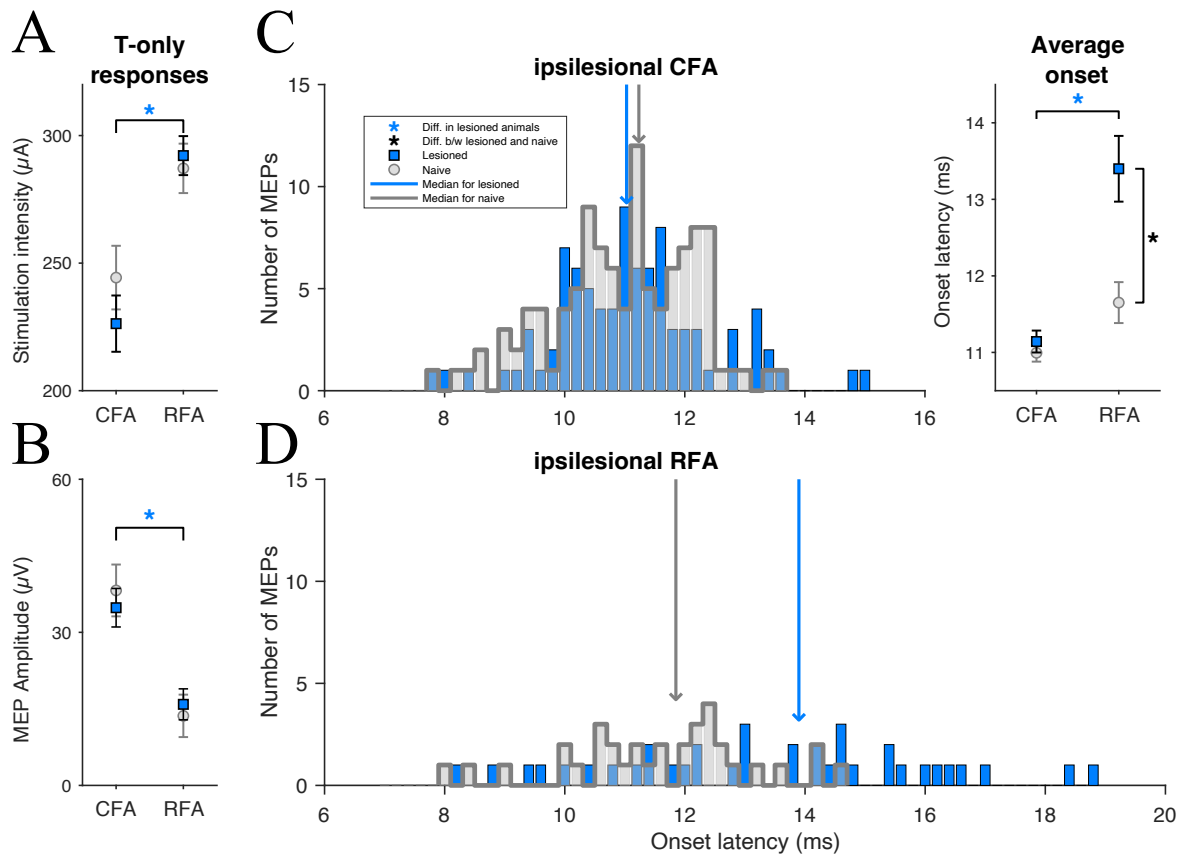 A
T-only
responses
*
300
250
200
Stimulation intensity (µA)
CFA
RFA
B
60
30
0
MEP Amplitude (µV)
*
CFA
RFA
C
ipsilesional CFA
15
10
5
0
Number of MEPs
* Diff. in lesioned animals
* Diff. b/w lesioned and naive
Lesioned
Naive
Median for lesioned
Median for naive
6
8
10
12
14
16
Average
onset
*
14
13
12
11
Onset latency (ms)
*
CFA
RFA
D
ipsilesional RFA
15
10
5
0
Number of MEPs
6
8
10
12
14
16
18
20
Onset latency (ms)